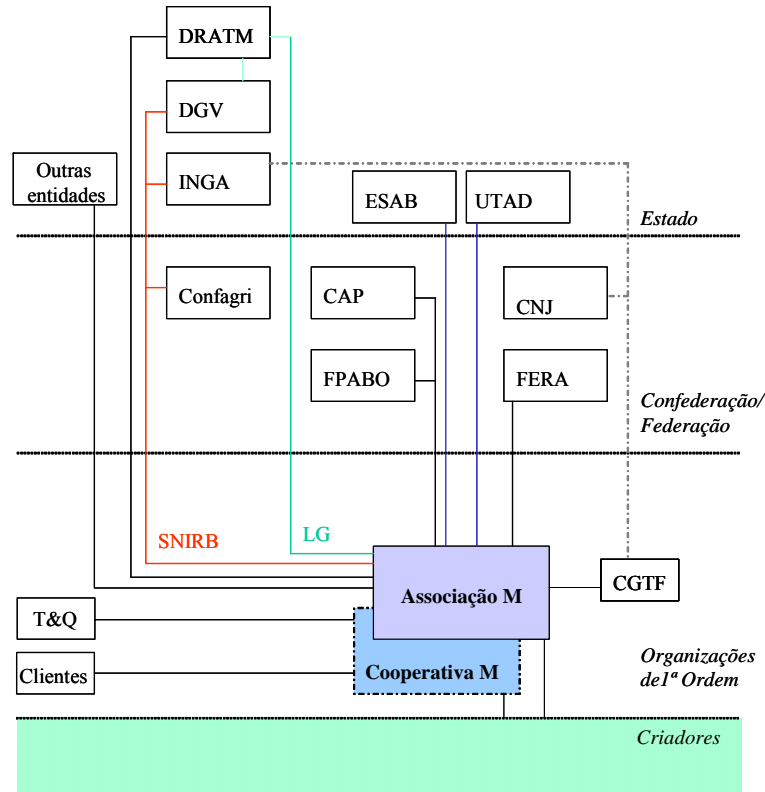 DRATM
DGV
INGA
Outras
entidades
ESAB
UTAD
Estado
Confagri
CAP
CNJ
FPABO
FERA
Confederação/
Federação
SNIRB
LG
Associação M
CGTF
T&Q
Clientes
Cooperativa M
Organizações
de1ª Ordem
Criadores